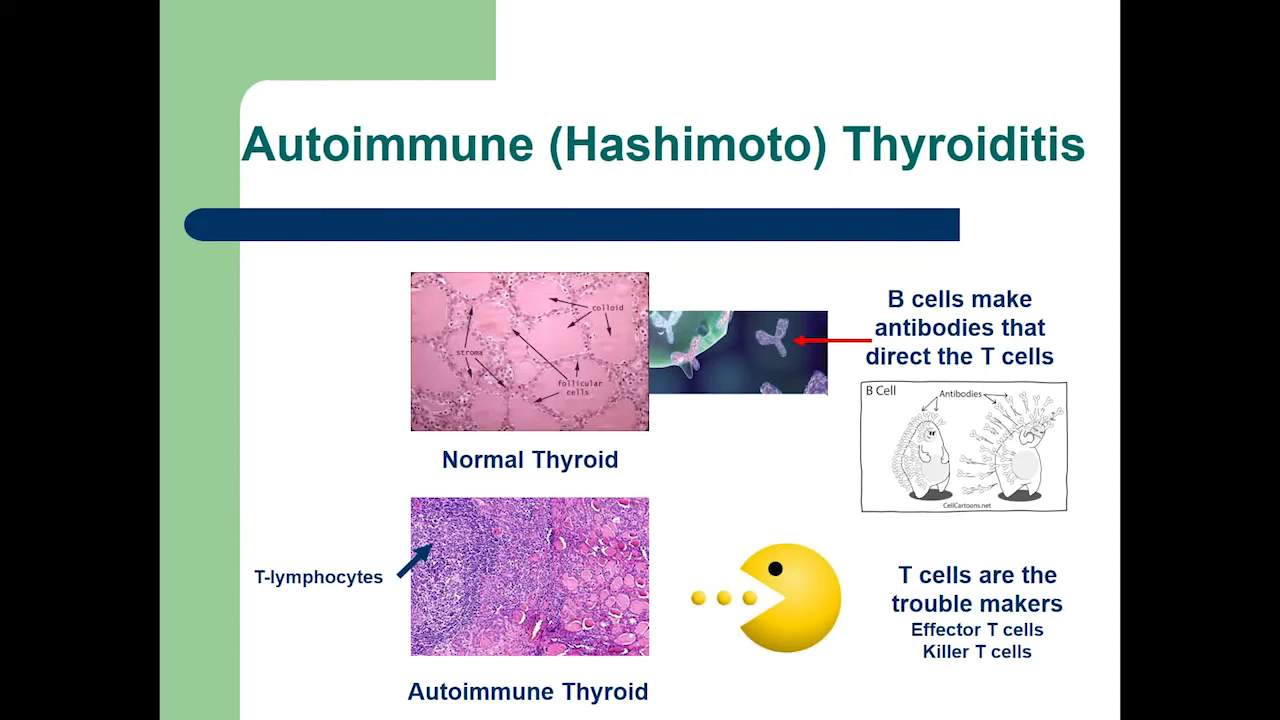 Autoimmune (Hashimoto) Thyroiditis
colloid
stroma
follicular
cells
Normal Thyroid
B cells make
antibodies that
direct the T cells
B Cell
Antibodies
CellCartoons.net
T-lymphocytes
Autoimmune Thyroid
T cells are the
trouble makers
Effector T cells
Killer T cells